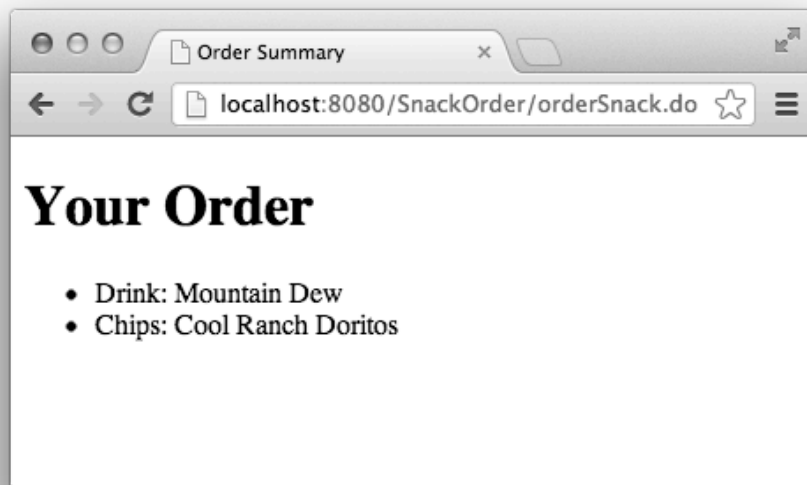 Order Summary
localhost:8080/SnackOrder/orderSnack.do
Your Order
Drink: Mountain Dew
Chips: Cool Ranch Doritos